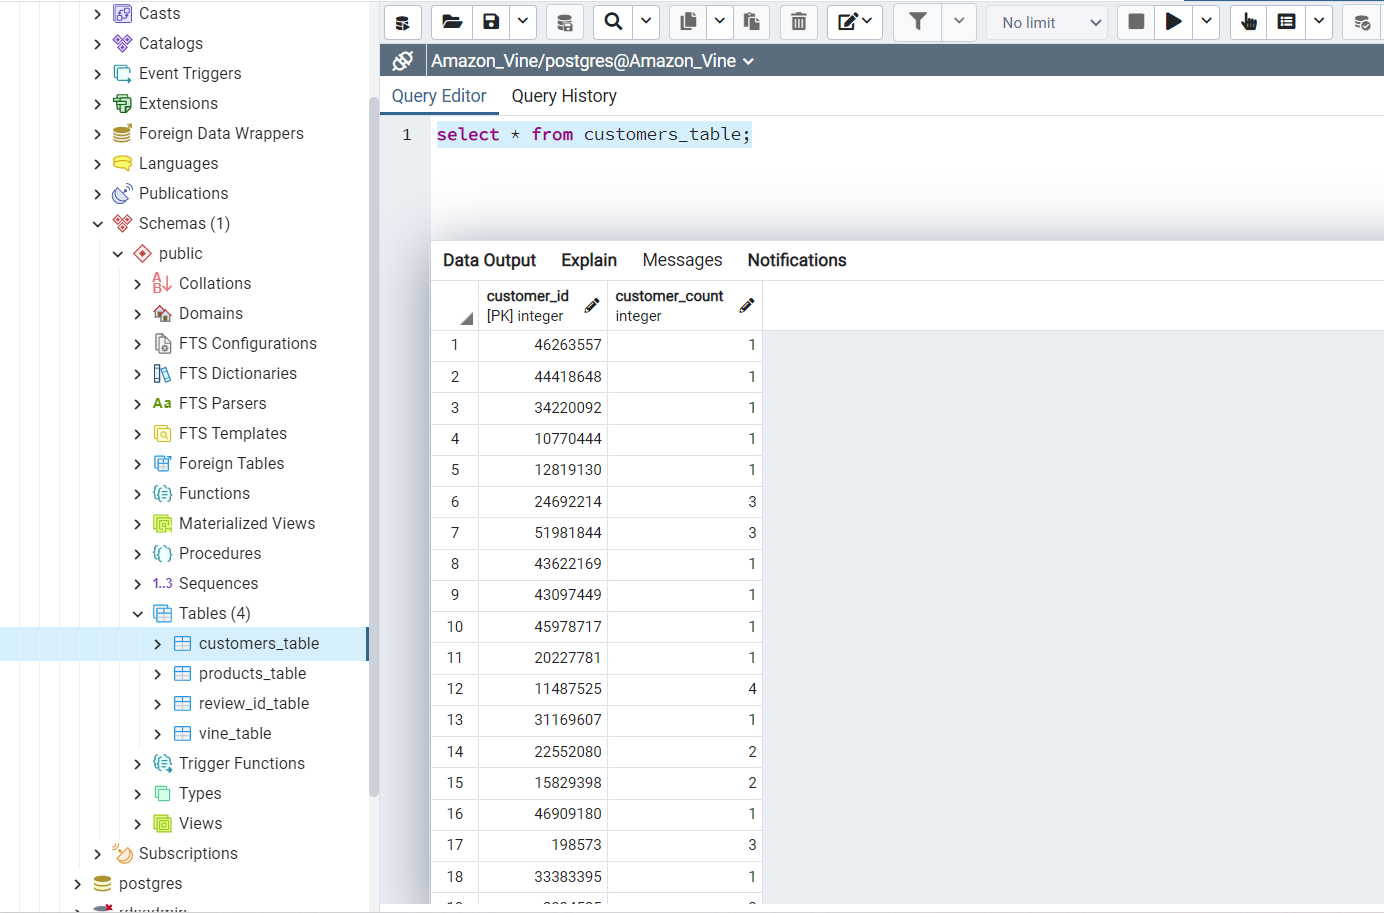 Casts
Catalogs
Event Triggers
Extensions
Foreign Data Wrappers
Languages
Publications
Schemas (1)
public
Collations
Domains
FTS Configurations
FTS Dictionaries
Aa FTS Parsers
FTS Templates
Foreign Tables
Functions
Materialized Views
Procedures
1..3 Sequences
Tables (4)
customers_table
products_table
review_id_table
vine_table
Trigger Functions
Types
Views
Subscriptions
postgres
No limit
Amazon_Vine/postgres@Amazon_Vine
Query Editor Query History
1 select * from customers_table;
Data Output Explain Messages Notifications
customer_id customer_count
[PK] integer integer
1 46263557 1
2 44418648 1
3 34220092 1
4 10770444 1
5 12819130 1
6 24692214 3
7 51981844 3
8 43622169 1
9 43097449 1
10 45978717 1
11 20227781 1
12 11487525 4
13 31169607 1
14 22552080 2
15 15829398 2
16 46909180 1
17 198573 3
18 33383395 1